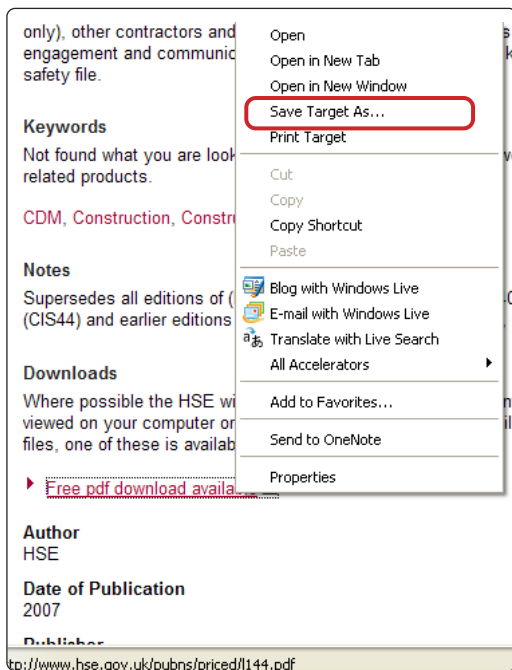 only), other contractors and
engagement and communic
safety file.
Keywords
Not found what you are look
related products.
CDM, Construction, Constru
Notes
Supersedes all editions of (
(CIS44) and earlier editions
Downloads
Where possible the HSE wi
viewed on your computer or
files, one of these is availab
Free pdf download available
Author
HSE
Date of Publication
2007
Publisher
tp://www.hse.gov.uk/pubns/priced/l144.pdf
Open
Open in New Tab
Open in New Window
Save Target As...
Print Target
Cut
Copy
Copy Shortcut
Paste
Blog with Windows Live
E-mail with Windows Live
Translate with Live Search
All Accelerators
Add to Favorites...
Send to OneNote
Properties